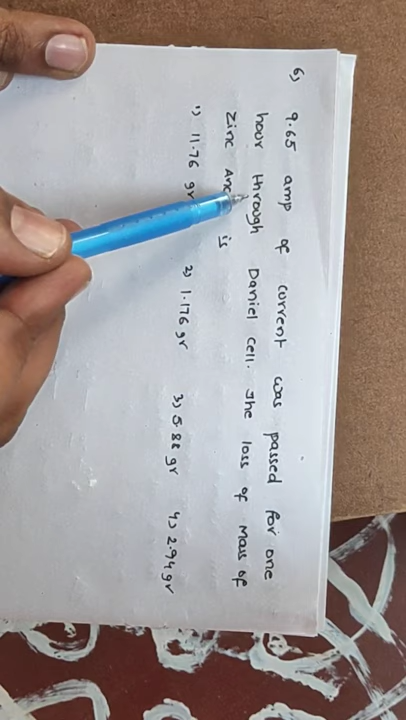 6) 9.65 amp of current was passed for one
hour through Daniel cell. The loss of Mass of
Zinc is
1) 11.76 gr 2) 1.176 gr 3) 5.88 gr 4) 2.94 gr